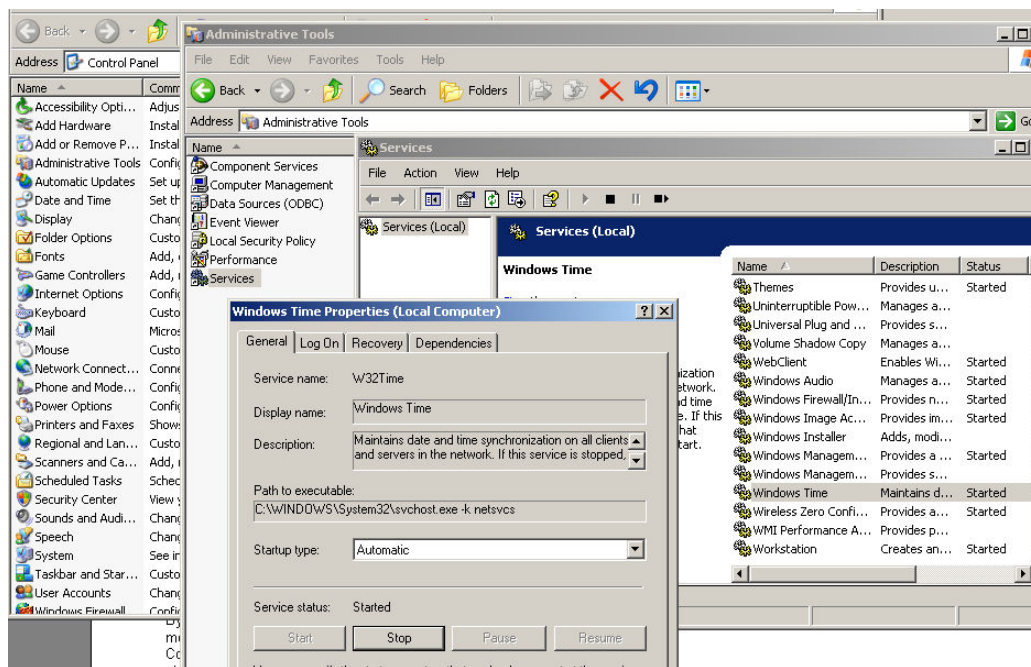 Back
Address Control Panel
Name Comm
Accessibility Opti... Adjus
Add Hardware Instal
Add or Remove P... Instal
Administrative Tools Config
Automatic Updates Set up
Date and Time Set th
Display Chang
Folder Options Custo
Fonts Add,
Game Controllers Add,
Internet Options Config
Keyboard Custo
Mail Micros
Mouse Custo
Network Connect... Conne
Phone and Mode... Config
Power Options Config
Printers and Faxes Show
Regional and Lan... Custo
Scanners and Ca... Add,
Scheduled Tasks Sched
Security Center View
Sounds and Audi... Chang
Speech Chang
System See in
Taskbar and Star... Custo
User Accounts Chang
Windows Firewall Config
Administrative Tools
File Edit View Favorites Tools Help
Back Search Folders
Address Administrative Tools Go
Name
Component Services
Computer Management
Data Sources (ODBC)
Event Viewer
Local Security Policy
Performance
Services
Services
File Action View Help
Services (Local)
Services (Local)
Windows Time
ization
etwork.
d time
e. If this
hat
tart.
Name Description Status
Themes Provides u... Started
Uninterruptible Pow... Manages a...
Universal Plug and ... Provides s...
Volume Shadow Copy Manages a...
WebClient Enables Wi... Started
Windows Audio Manages a... Started
Windows Firewall/In... Provides n... Started
Windows Image Ac... Provides im... Started
Windows Installer Adds, modi...
Windows Managem... Provides a ... Started
Windows Managem... Provides s...
Windows Time Maintains d... Started
Wireless Zero Confi... Provides a... Started
WMI Performance A... Provides p...
Workstation Creates an... Started
Windows Time Properties (Local Computer)
General Log On Recovery Dependencies
Service name: W32Time
Display name: Windows Time
Description: Maintains date and time synchronization on all clients
and servers in the network. If this service is stopped,
Path to executable:
C:\WINDOWS\System32\svchost.exe -k netsvcs
Startup type: Automatic
Service status: Started
Start Stop Pause Resume